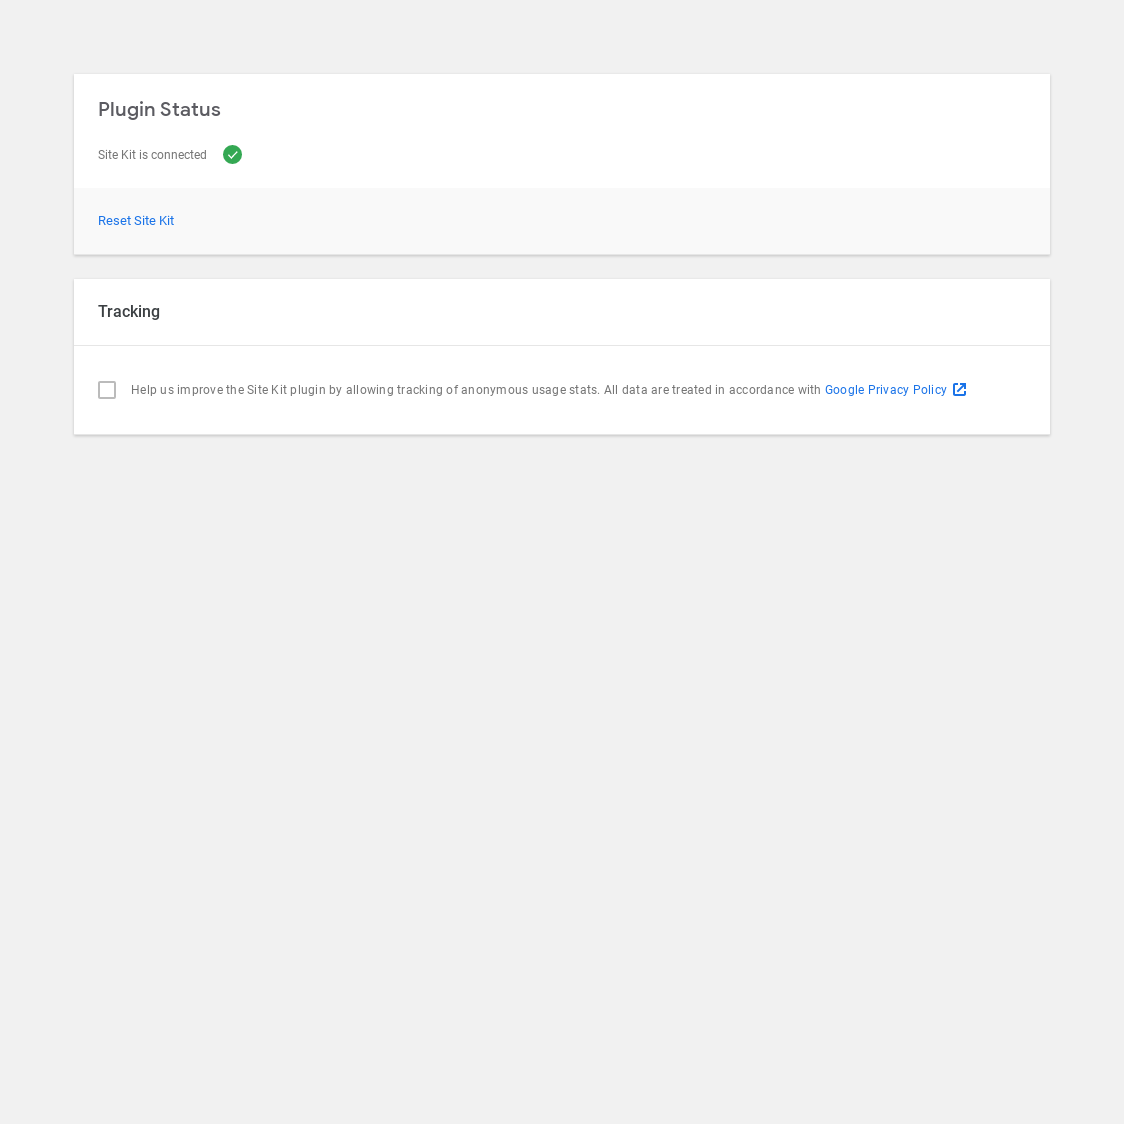 Plugin Status
Site Kit is connected
Reset Site Kit
Tracking
Help us improve the Site Kit plugin by allowing tracking of anonymous usage stats. All data are treated in accordance with Google Privacy Policy